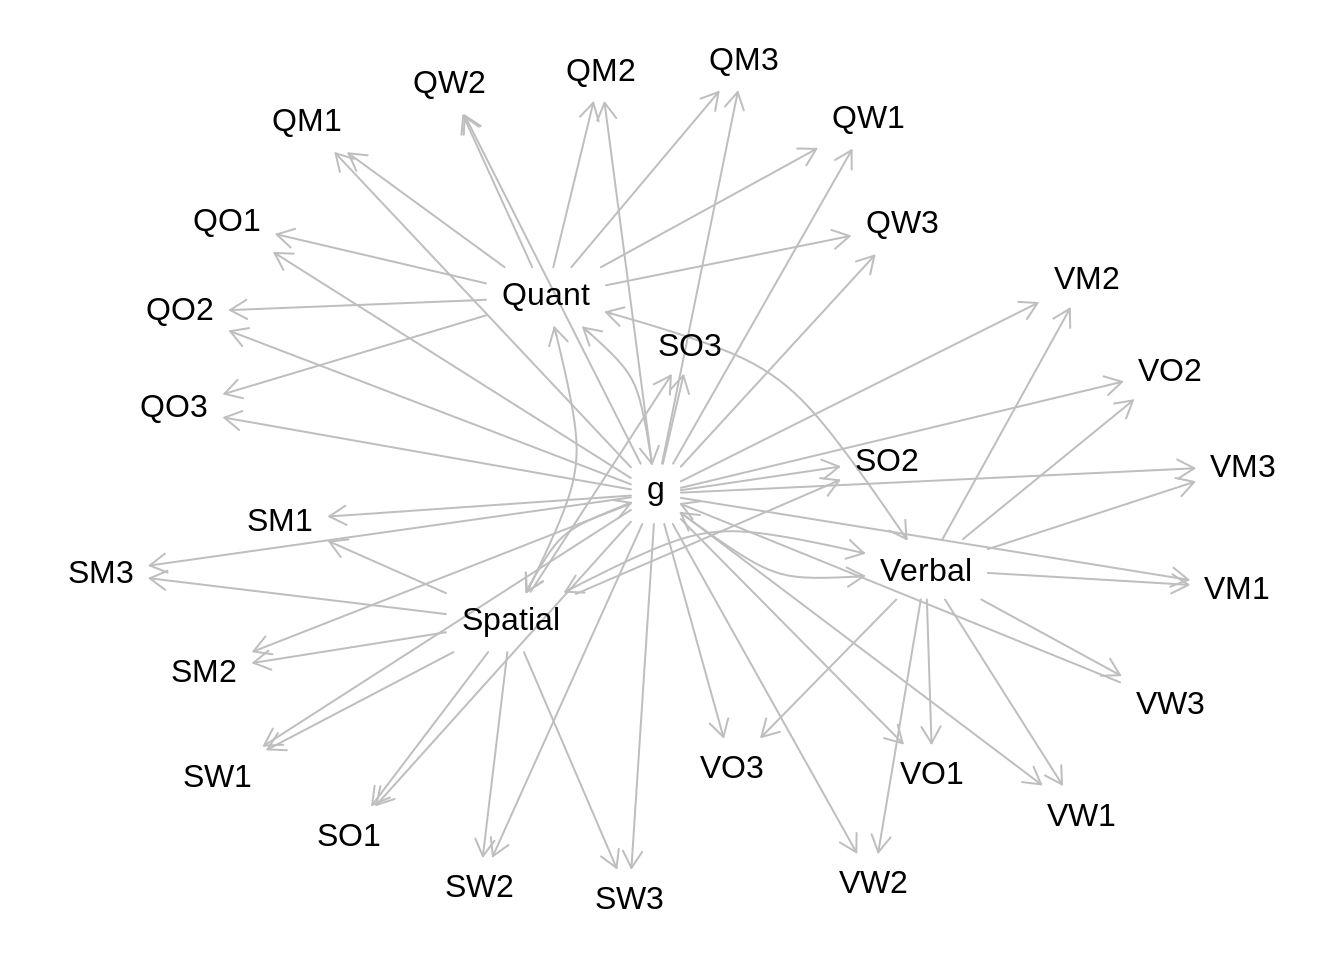 QM3
QM2
QW2
QW1
QM1
QO1
QW3
VM2
Quant
QO2
SO3
VO2
QO3
SO2
VM3
g
SM1
Verbal
SM3
VM1
Spatial
SM2
VW3
VO3
VO1
SW1
VW1
SO1
VW2
SW2
SW3